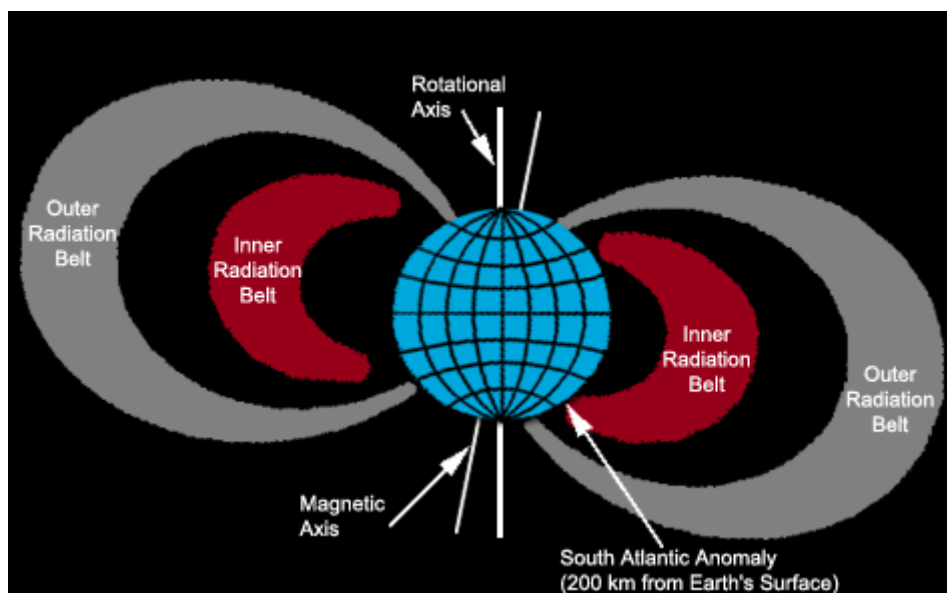 Rotational
Axis
Outer
Radiation
Belt
Inner
Radiation
Belt
Inner
Radiation
Belt
Outer
Radiation
Belt
Magnetic
Axis
South Atlantic Anomaly
(200 km from Earth's Surface)